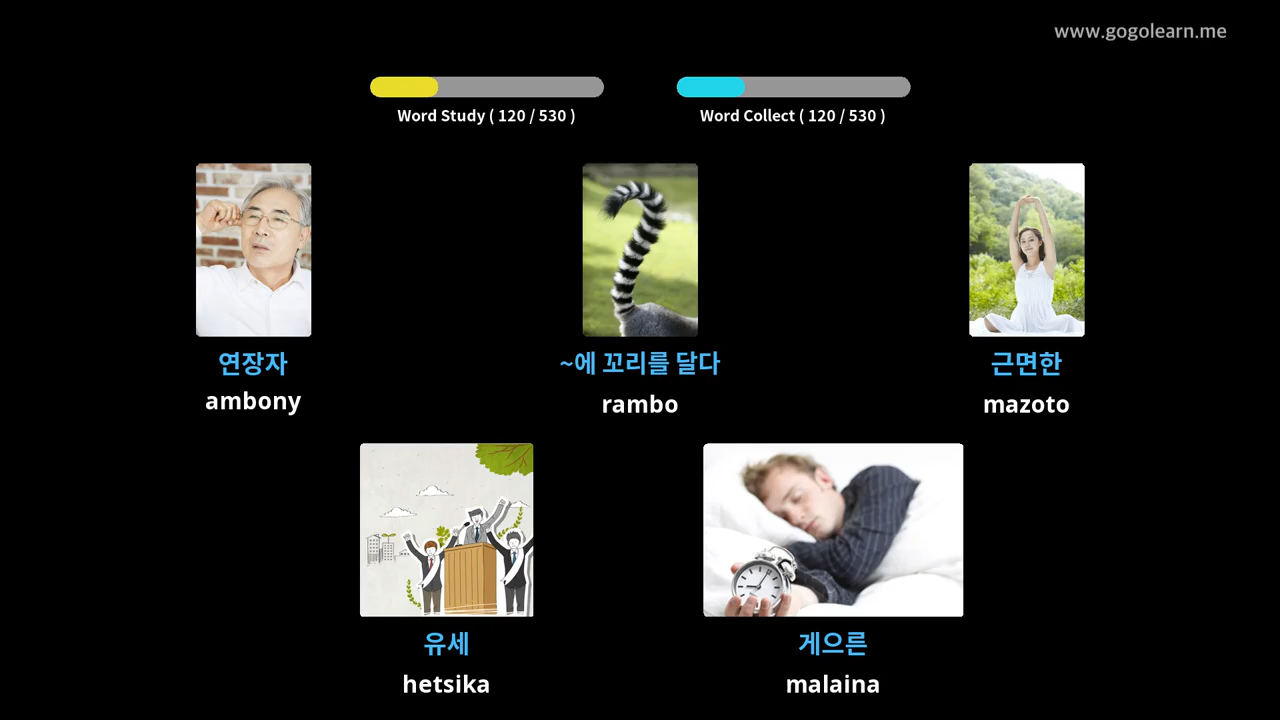 www.gogolearn.me
Word Study ( 120 / 530 )
Word Collect ( 120 / 530 )
연장자
ambony
~에 꼬리를 달다
rambo
근면한
mazoto
유세
hetsika
게으른
malaina